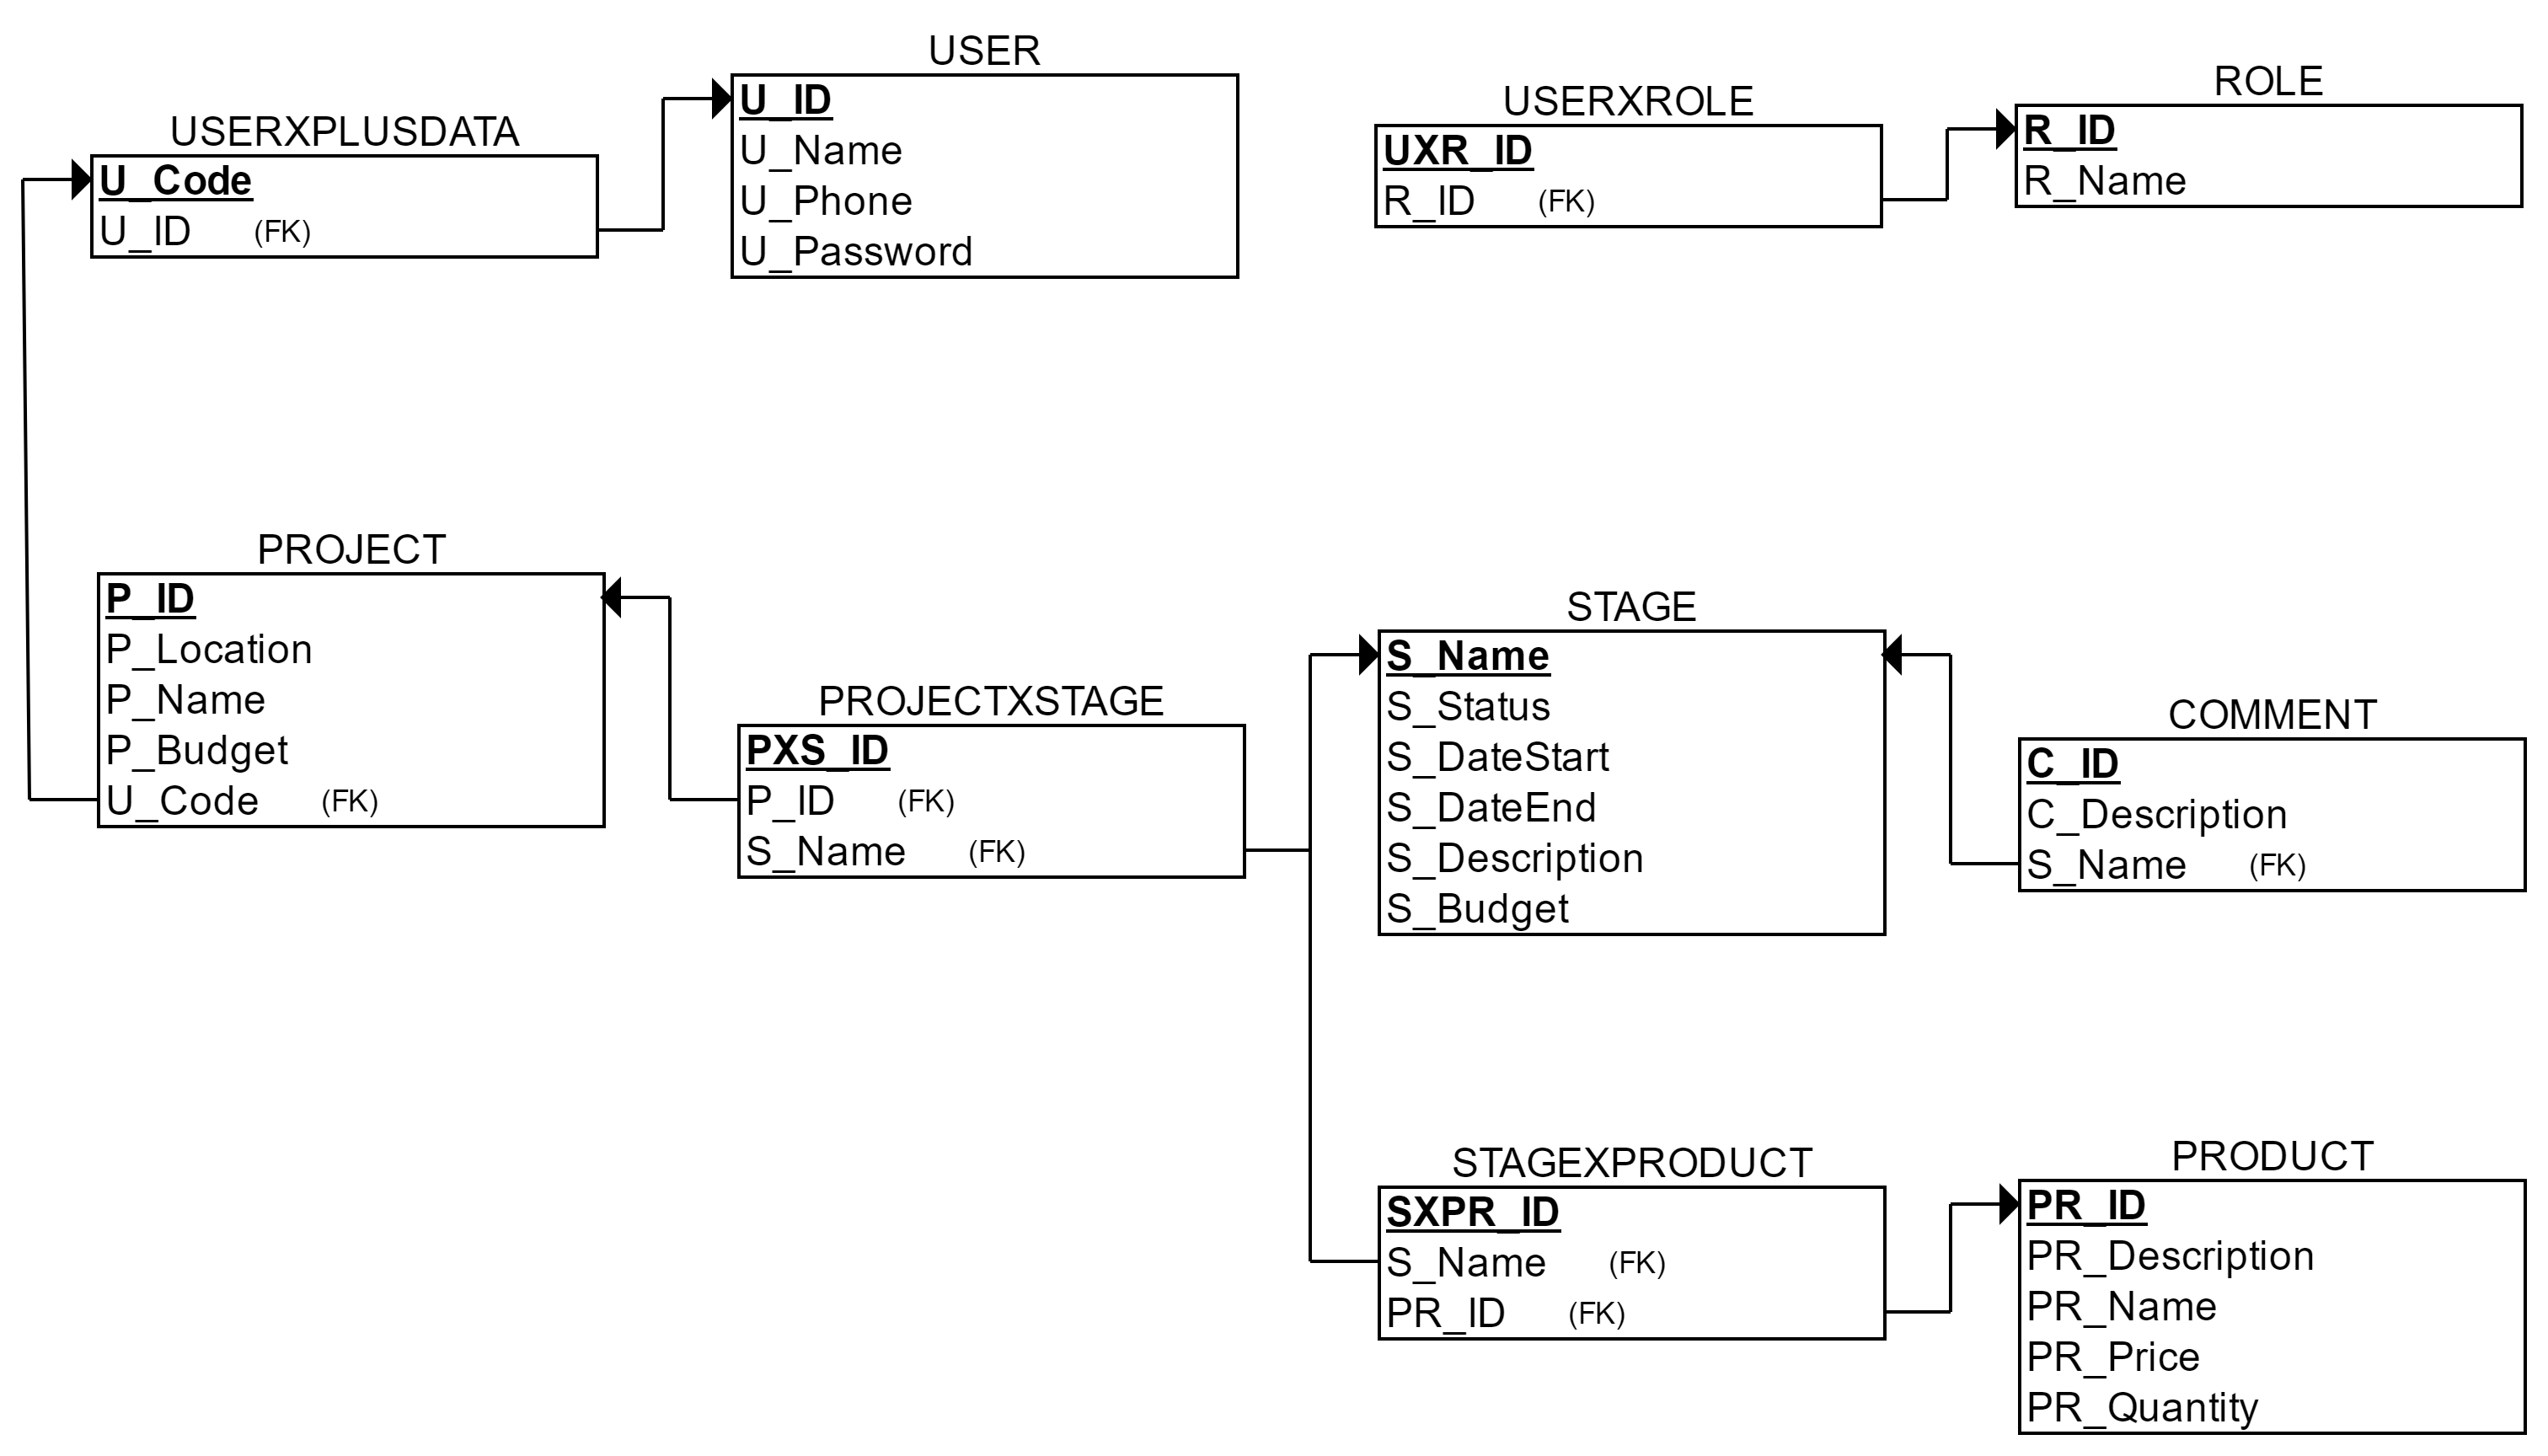 USER
U_ID
U_Name
U_Phone
U_Password
USERXPLUSDATA
U_Code
U_ID (FK)
USERXROLE
UXR_ID
R_ID (FK)
ROLE
R_ID
R_Name
PROJECT
P_ID
P_Location
P_Name
P_Budget
U_Code (FK)
PROJECTXSTAGE
PXS_ID
P_ID (FK)
S_Name (FK)
STAGE
S_Name
S_Status
S_DateStart
S_DateEnd
S_Description
S_Budget
COMMENT
C_ID
C_Description
S_Name (FK)
STAGEXPRODUCT
SXPR_ID
S_Name (FK)
PR_ID (FK)
PRODUCT
PR_ID
PR_Description
PR_Name
PR_Price
PR_Quantity